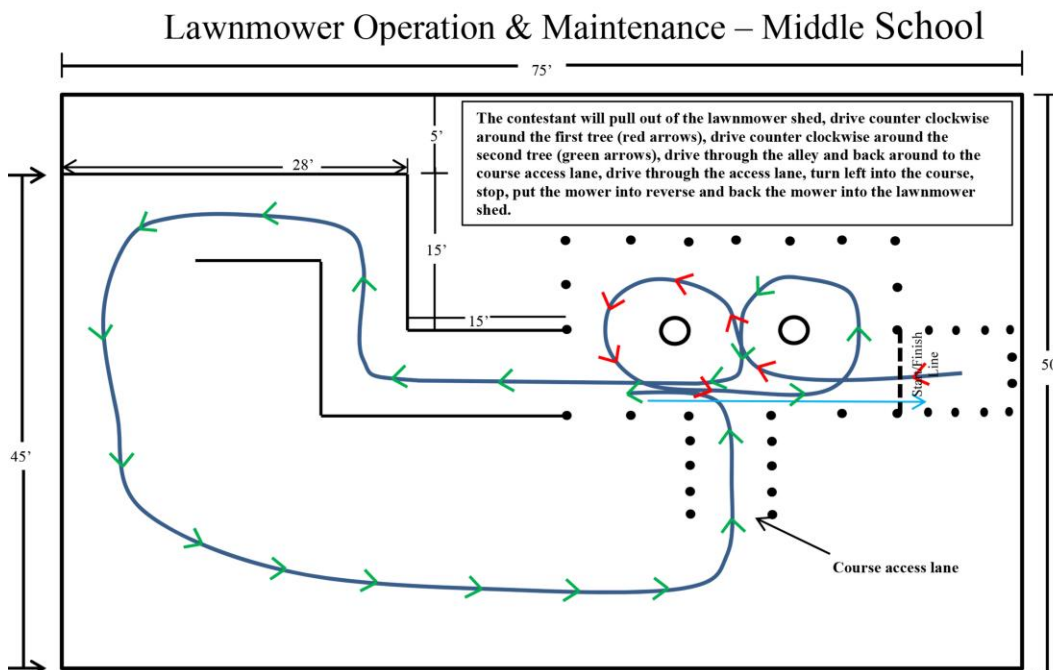 Lawnmower Operation & Maintenance – Middle School
75’
The contestant will pull out of the lawnmower shed, drive counter clockwise
around the first tree (red arrows), drive counter clockwise around the
second tree (green arrows), drive through the alley and back around to the
course access lane, drive through the access lane, turn left into the course,
stop, put the mower into reverse and back the mower into the lawnmower
shed.
5’
28’
15’
15’
Start/Finish
Line
50
45’
Course access lane